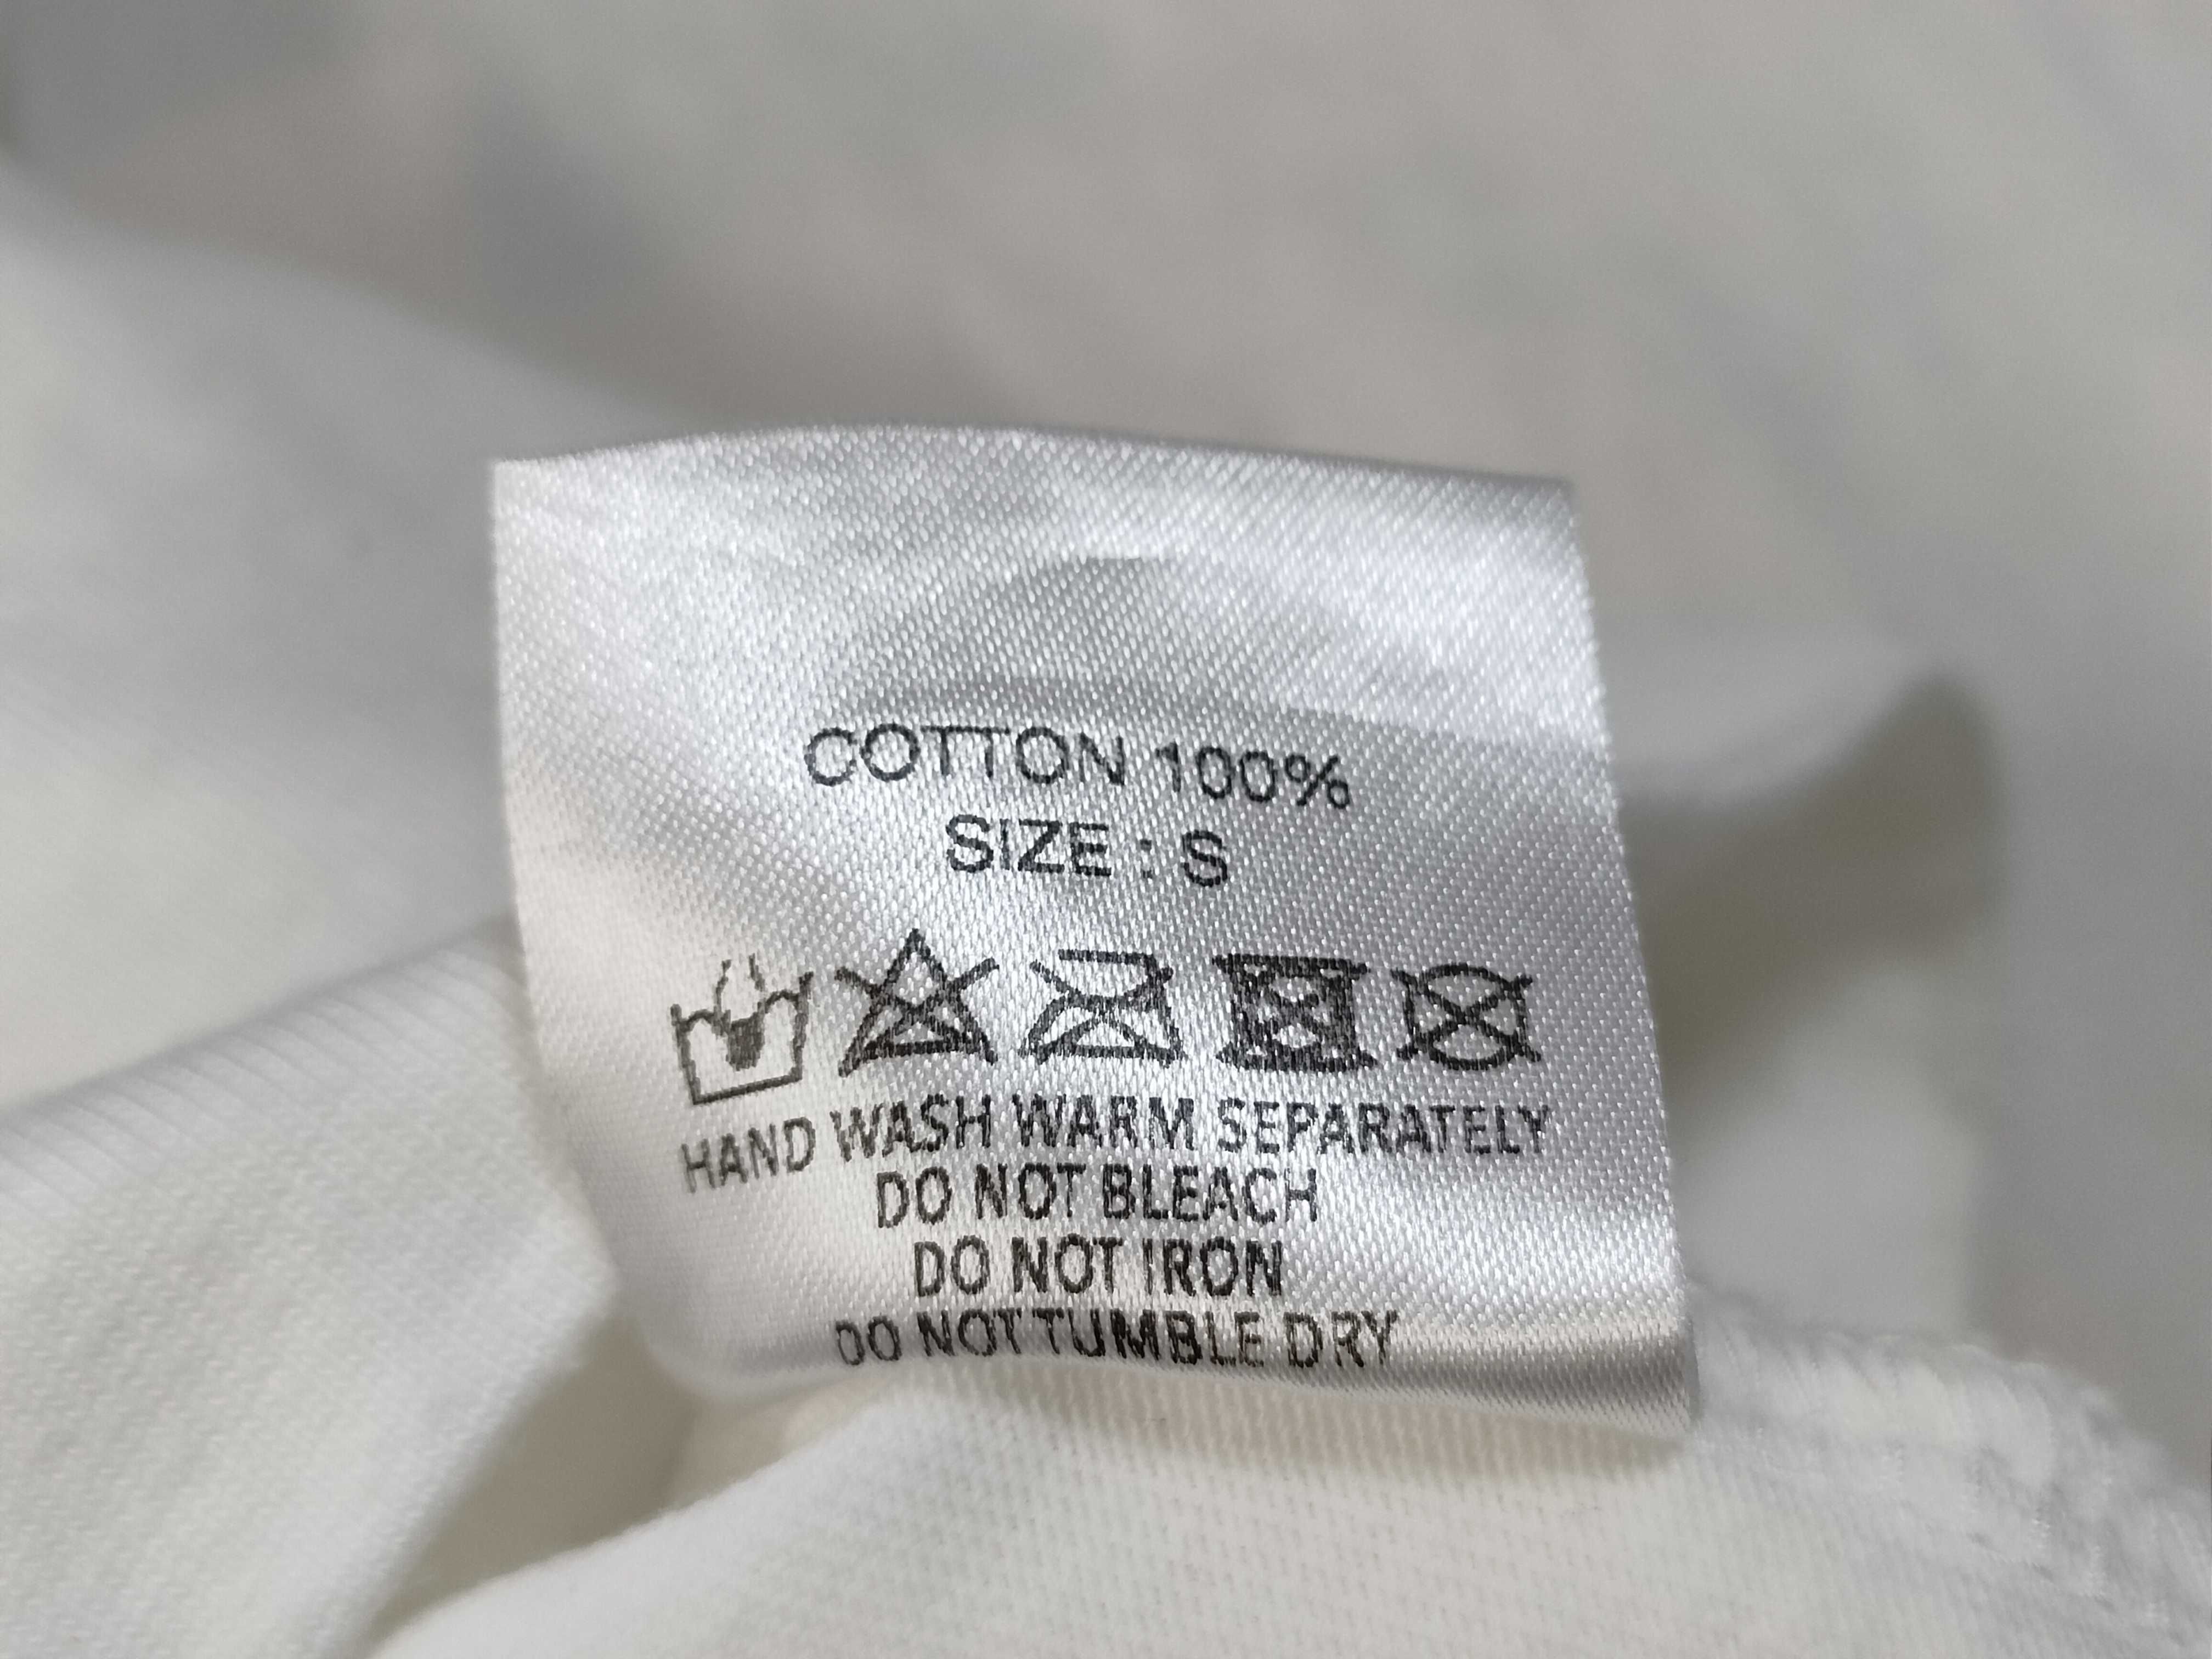 COTTON 100%
SIZE : S
HAND WASH WARM SEPARATELY
DO NOT BLEACH
DO NOT IRON
DO NOT TUMBLE DRY